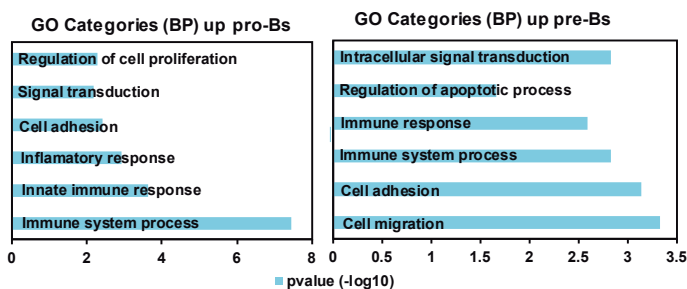 GO Categories (BP) up pro-Bs
Regulation of cell proliferation
Signal transduction
Cell adhesion
Inflamatory response
Innate immune response
Immune system process
0 2 4 6 8
GO Categories (BP) up pre-Bs
Intracellular signal transduction
Regulation of apoptotic process
Immune response
Immune system process
Cell adhesion
Cell migration
0 0.5 1 1.5 2 2.5 3 3.5
pvalue (-log10)